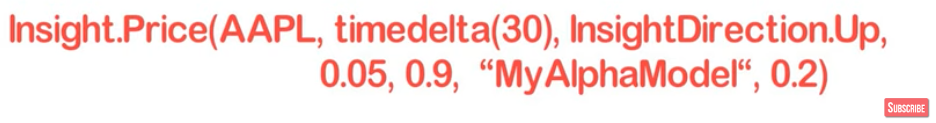 Insight.Price(AAPL, timedelta(30), InsightDirection.Up,
0.05, 0.9, “MyAlphaModel“, 0.2)
SUBSCRIBE